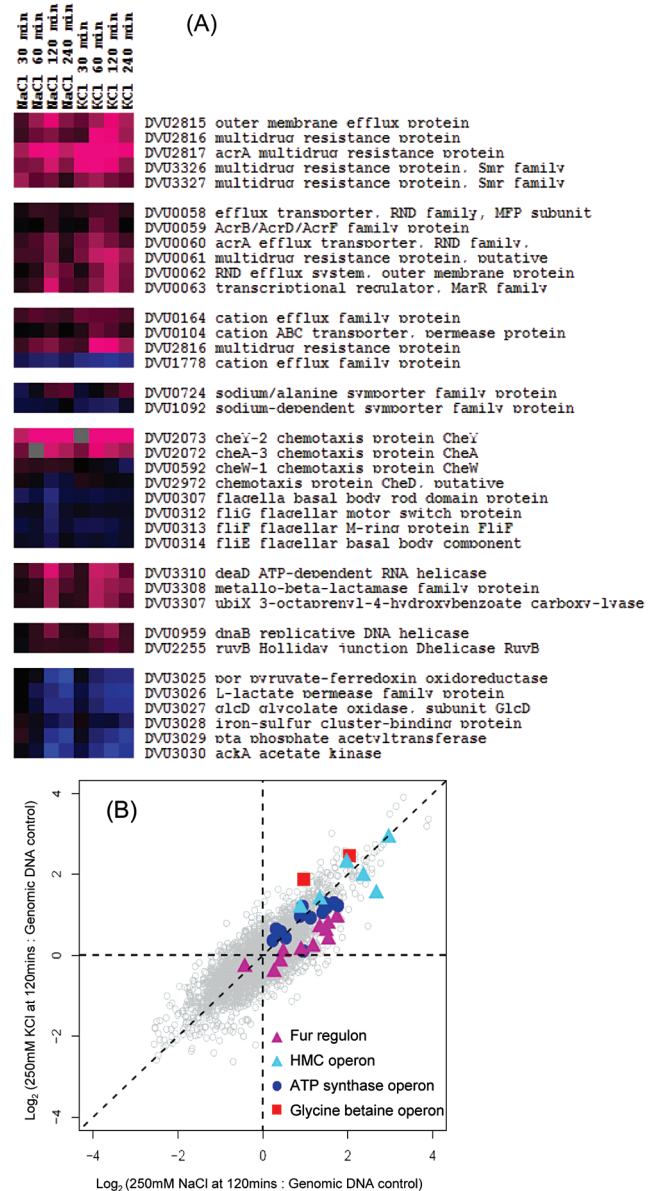 (A)
NaCl 30 min
NaCl 60 min
NaCl 120 min
NaCl 240 min
KCl 30 min
KCl 60 min
KCl 120 min
KCl 240 min
DVU2815 outer membrane efflux protein
DVU2816 multidrug resistance protein
DVU2817 acrA multidrug resistance protein
DVU3326 multidrug resistance protein, Smr family
DVU3327 multidrug resistance protein, Smr family
DVU0058 efflux transporter, RND family, MFP subunit
DVU0059 AcrB/AcrD/AcrF family protein
DVU0060 acrA efflux transporter, RND family,
DVU0061 multidrug resistance protein, putative
DVU0062 RND efflux system, outer membrane protein
DVU0063 transcriptional regulator, MarR family
DVU0164 cation efflux family protein
DVU0104 cation ABC transporter, permease protein
DVU2816 multidrug resistance protein
DVU1778 cation efflux family protein
DVU0724 sodium/alanine symporter family protein
DVU1092 sodium-dependent symporter family protein
DVU2073 cheY-2 chemotaxis protein CheY
DVU2072 cheA-3 chemotaxis protein CheA
DVU0592 cheW-1 chemotaxis protein CheW
DVU2972 chemotaxis protein CheD, putative
DVU0307 flagella basal body rod domain protein
DVU0312 fliG flagellar motor switch protein
DVU0313 fliF flagellar M-ring protein FliF
DVU0314 fliE flagellar basal body component
DVU3310 deaD ATP-dependent RNA helicase
DVU3308 metallo-beta-lactamase family protein
DVU3307 ubiX 3-octaprenyl-4-hydroxybenzoate carboxy-lyase
DVU0959 dnaB replicative DNA helicase
DVU2255 ruvB Holliday junction Dhelicase RuvB
DVU3025 por pyruvate-ferredoxin oxidoreductase
DVU3026 L-lactate permease family protein
DVU3027 glcD glycolate oxidase, subunit GlcD
DVU3028 iron-sulfur cluster-binding protein
DVU3029 pta phosphate acetyltransferase
DVU3030 ackA acetate kinase
(B)
Log2 (250mM KCl at 120mins : Genomic DNA control)
4
2
0
−2
−4
Fur regulon
HMC operon
ATP synthase operon
Glycine betaine operon
−4 −2 0 2 4
Log2 (250mM NaCl at 120mins : Genomic DNA control)